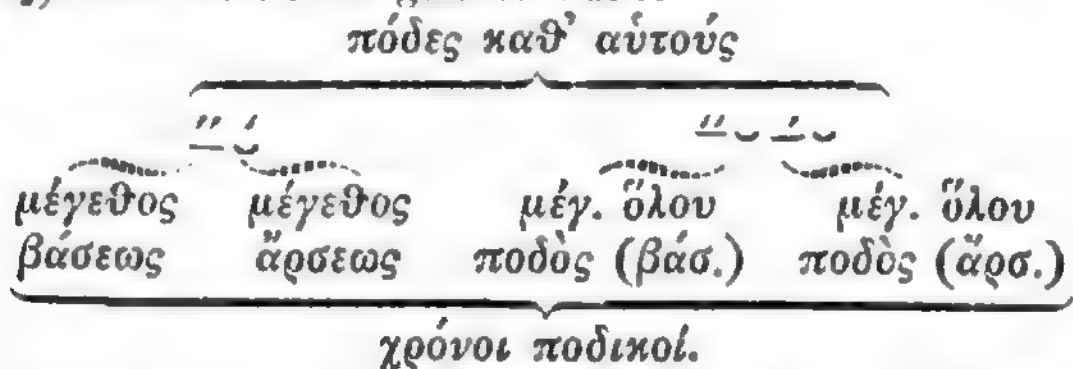 πόδες καθ’ αὑτούς
μέγεθος μέγεθος μέγ. ὅλου μέγ. ὅλου
βάσεως ἄρσεως ποδὸς (βάσ.) ποδὸς (ἄρσ.)
χρόνοι ποδικοί.